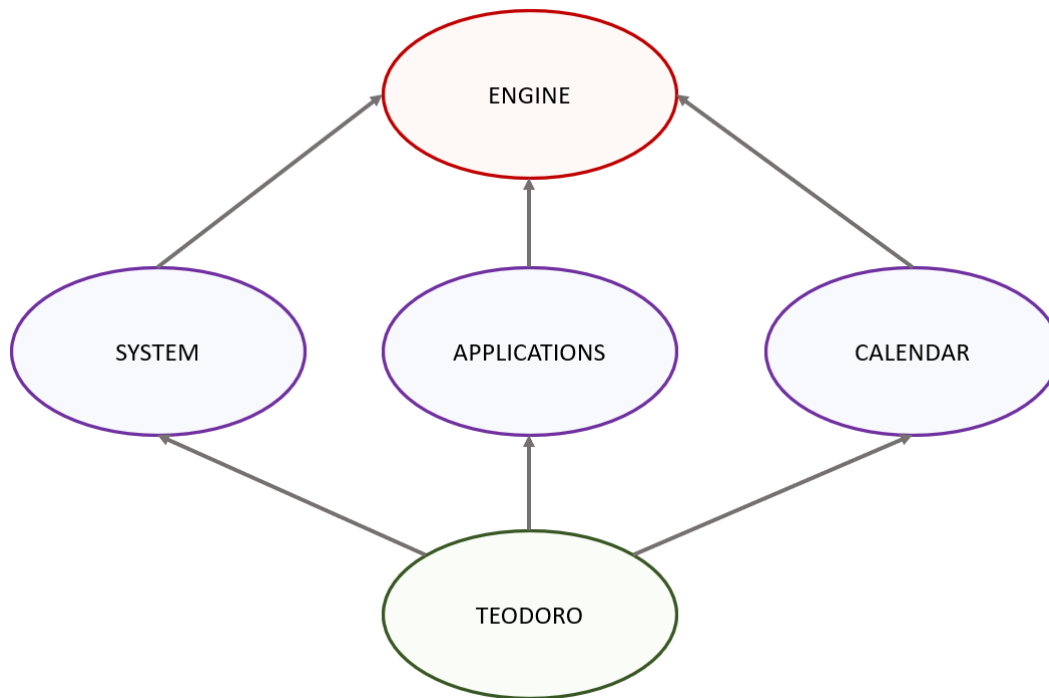 ENGINE
SYSTEM
APPLICATIONS
CALENDAR
TEODORO